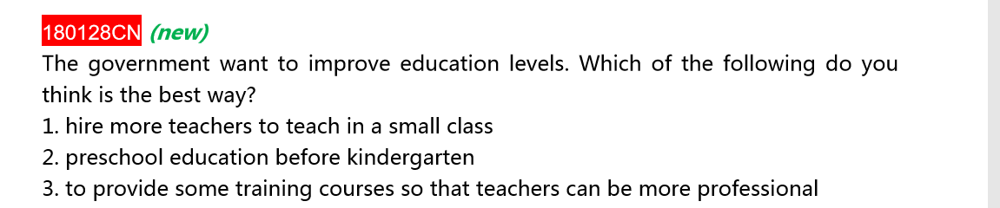 180128CN (new)
The government want to improve education levels. Which of the following do you
think is the best way?
1. hire more teachers to teach in a small class
2. preschool education before kindergarten
3. to provide some training courses so that teachers can be more professional